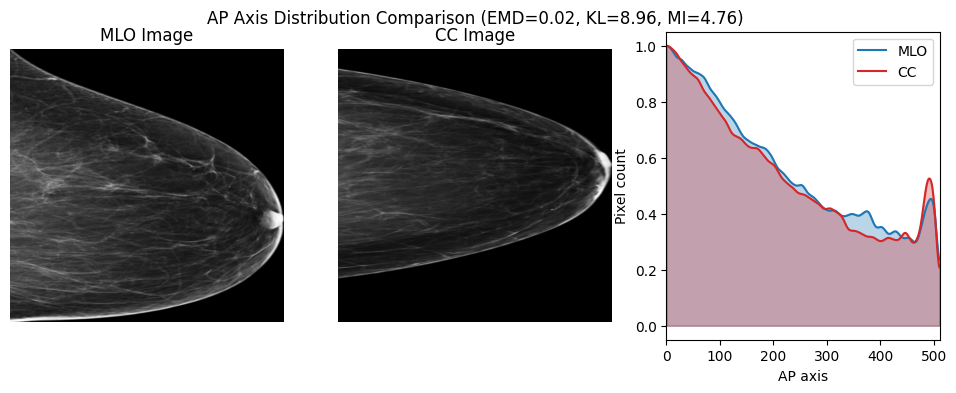 AP Axis Distribution Comparison (EMD=0.02, KL=8.96, MI=4.76)
MLO Image
CC Image
MLO
CC
1.0
0.8
0.6
0.4
0.2
0.0
Pixel count
0 100 200 300 400 500
AP axis